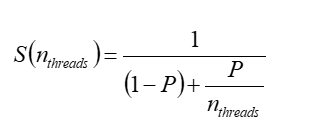 S(n_threads) = 1 / ((1 − P) + P / n_threads)